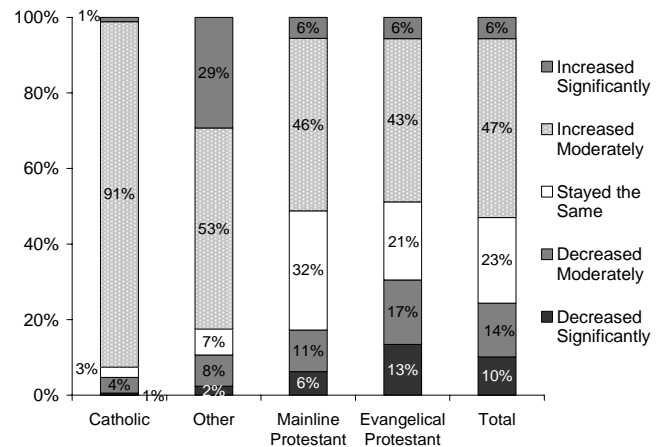 100%
80%
60%
40%
20%
0%
1%
91%
3%
4%
1%
29%
53%
7%
8%
2%
6%
46%
32%
11%
6%
6%
43%
21%
17%
13%
6%
47%
23%
14%
10%
Catholic
Other
Mainline
Protestant
Evangelical
Protestant
Total
Increased
Significantly
Increased
Moderately
Stayed the
Same
Decreased
Moderately
Decreased
Significantly